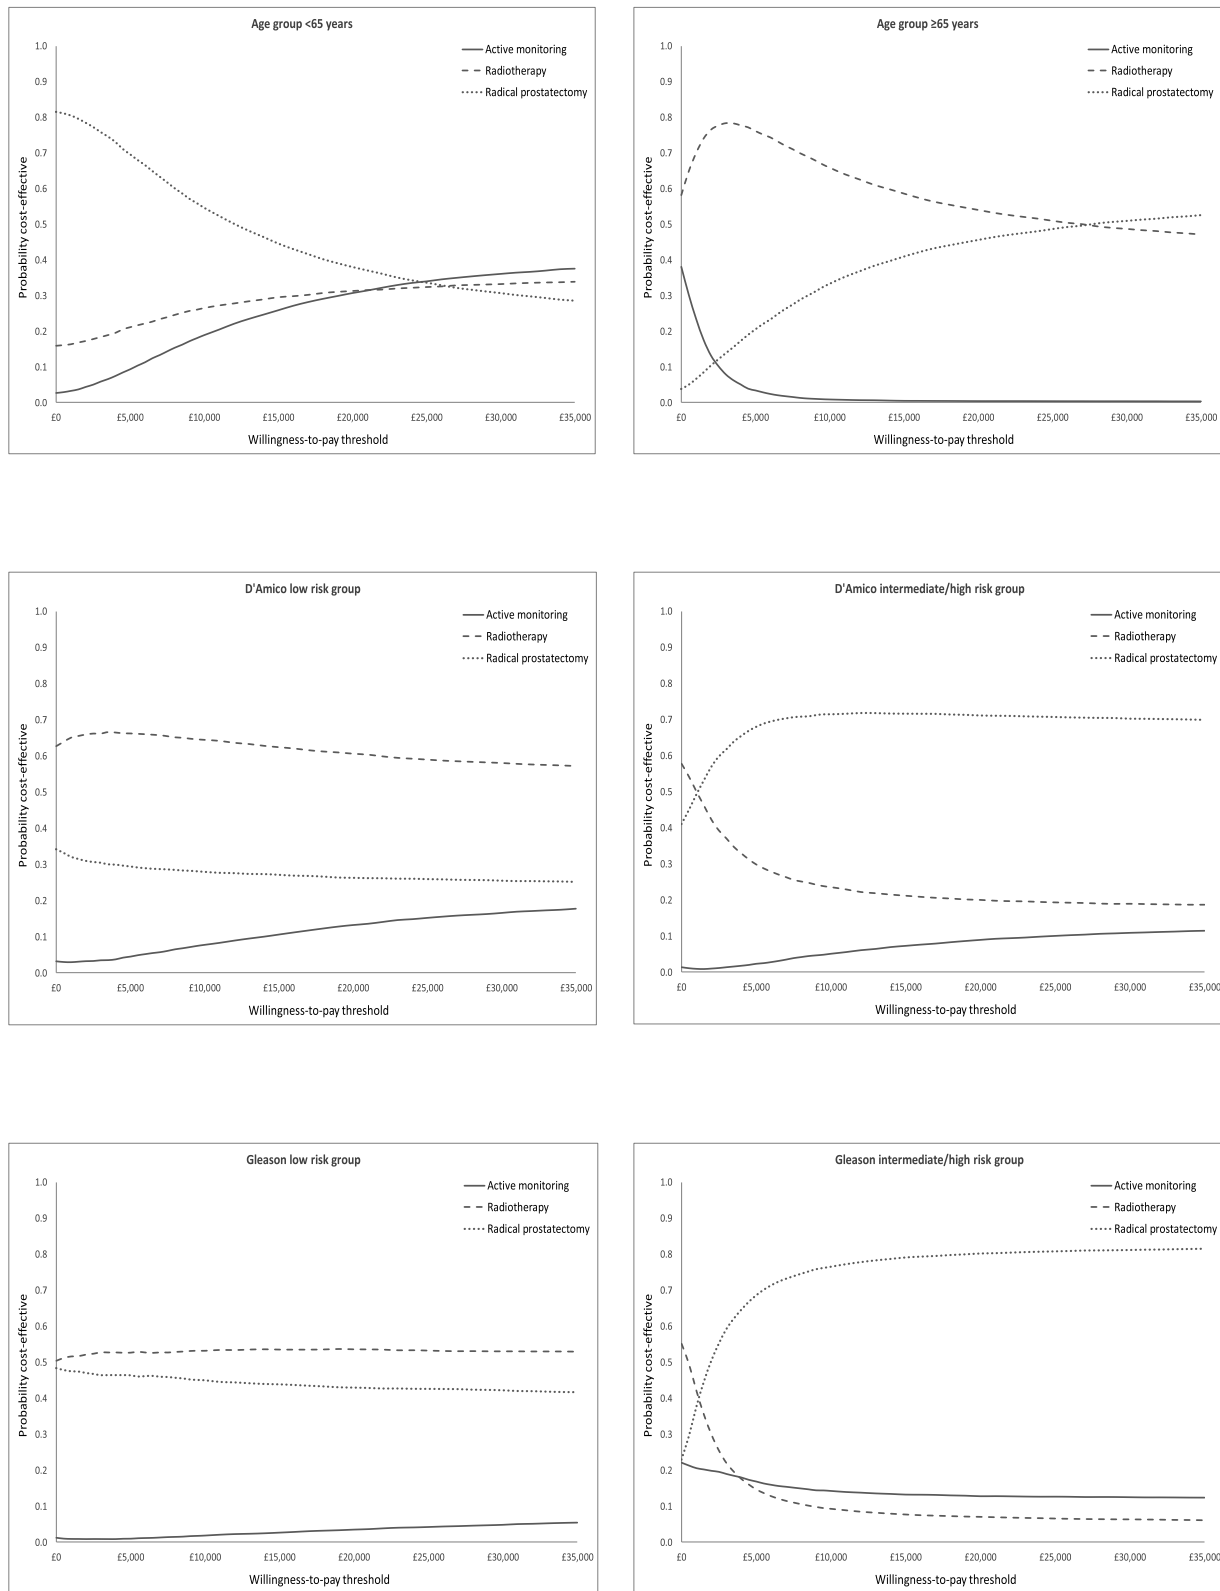 Age group <65 years
Active monitoring
Radiotherapy
Radical prostatectomy
Probability cost-effective
1.0
0.9
0.8
0.7
0.6
0.5
0.4
0.3
0.2
0.1
0.0
£0 £5,000 £10,000 £15,000 £20,000 £25,000 £30,000 £35,000
Willingness-to-pay threshold
Age group ≥65 years
Active monitoring
Radiotherapy
Radical prostatectomy
Probability cost-effective
1.0
0.9
0.8
0.7
0.6
0.5
0.4
0.3
0.2
0.1
0.0
£0 £5,000 £10,000 £15,000 £20,000 £25,000 £30,000 £35,000
Willingness-to-pay threshold
D'Amico low risk group
Active monitoring
Radiotherapy
Radical prostatectomy
Probability cost-effective
1.0
0.9
0.8
0.7
0.6
0.5
0.4
0.3
0.2
0.1
0.0
£0 £5,000 £10,000 £15,000 £20,000 £25,000 £30,000 £35,000
Willingness-to-pay threshold
D'Amico intermediate/high risk group
Active monitoring
Radiotherapy
Radical prostatectomy
Probability cost-effective
1.0
0.9
0.8
0.7
0.6
0.5
0.4
0.3
0.2
0.1
0.0
£0 £5,000 £10,000 £15,000 £20,000 £25,000 £30,000 £35,000
Willingness-to-pay threshold
Gleason low risk group
Active monitoring
Radiotherapy
Radical prostatectomy
Probability cost-effective
1.0
0.9
0.8
0.7
0.6
0.5
0.4
0.3
0.2
0.1
0.0
£0 £5,000 £10,000 £15,000 £20,000 £25,000 £30,000 £35,000
Willingness-to-pay threshold
Gleason intermediate/high risk group
Active monitoring
Radiotherapy
Radical prostatectomy
Probability cost-effective
1.0
0.9
0.8
0.7
0.6
0.5
0.4
0.3
0.2
0.1
0.0
£0 £5,000 £10,000 £15,000 £20,000 £25,000 £30,000 £35,000
Willingness-to-pay threshold